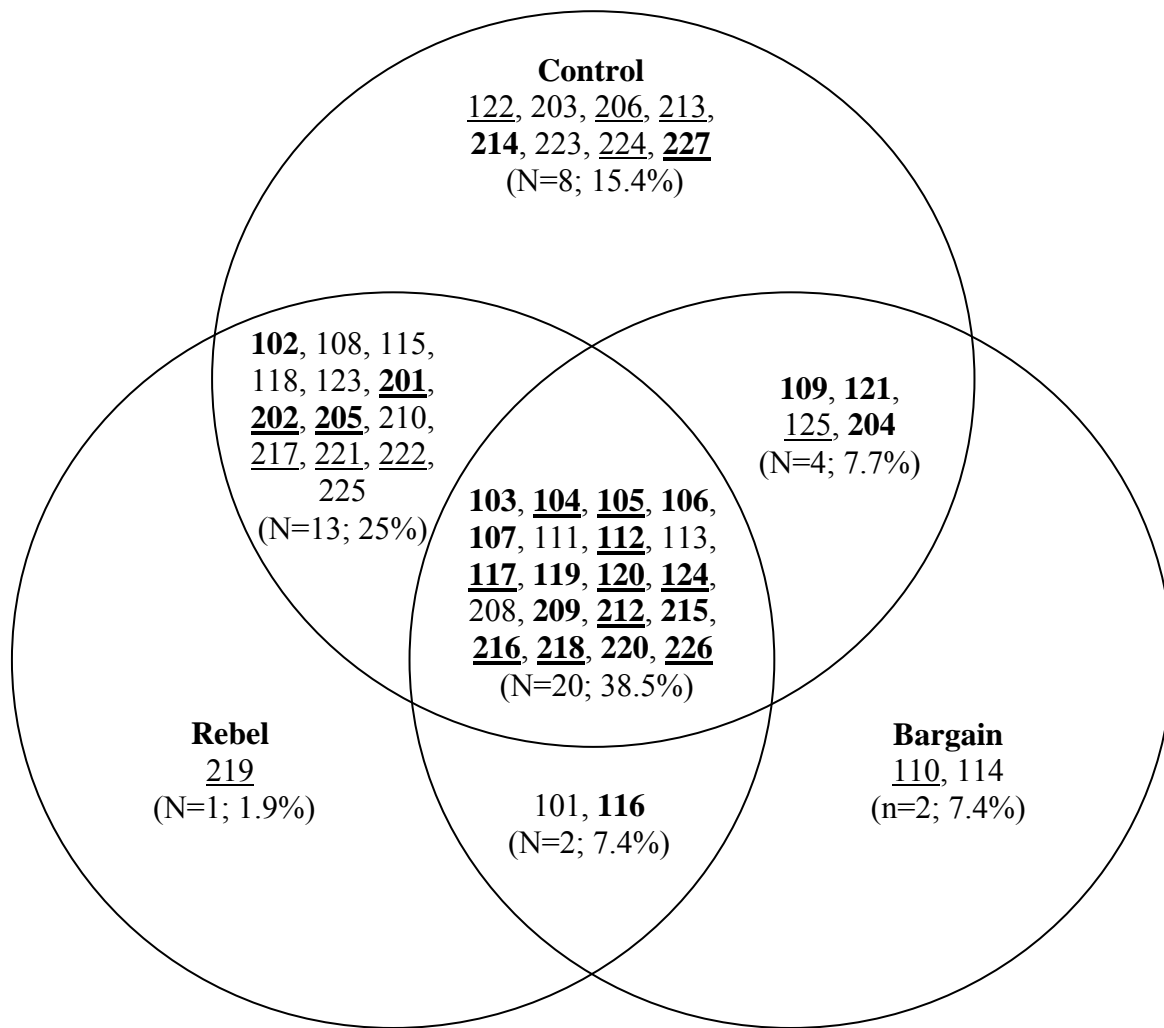 Control
122, 203, 206, 213,
214, 223, 224, 227
(N=8; 15.4%)
102, 108, 115,
118, 123, 201,
202, 205, 210,
217, 221, 222,
225
(N=13; 25%)
109, 121,
125, 204
(N=4; 7.7%)
103, 104, 105, 106,
107, 111, 112, 113,
117, 119, 120, 124,
208, 209, 212, 215,
216, 218, 220, 226
(N=20; 38.5%)
Rebel
219
(N=1; 1.9%)
Bargain
110, 114
(n=2; 7.4%)
101, 116
(N=2; 7.4%)